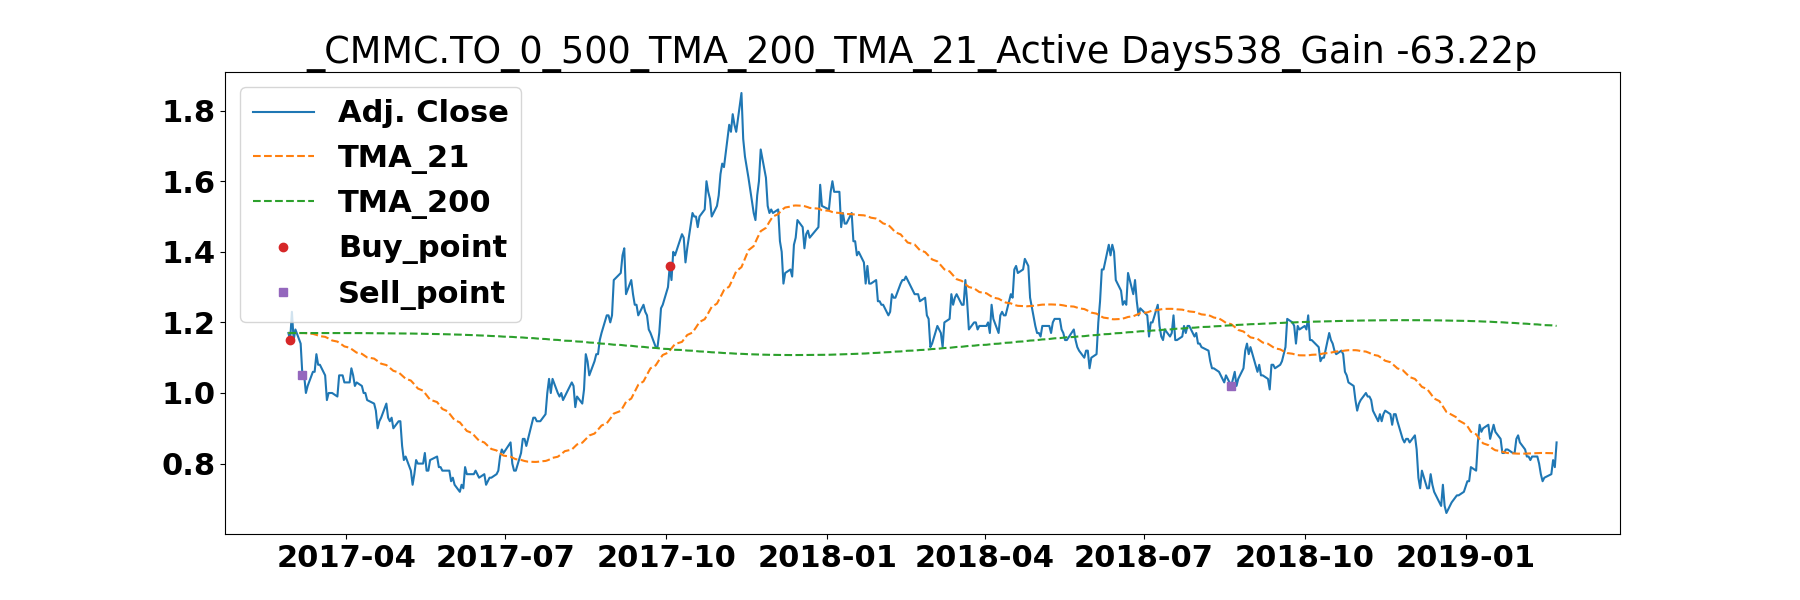 _CMMC.TO_0_500_TMA_200_TMA_21_Active Days538_Gain -63.22p
Adj. Close
TMA_21
TMA_200
Buy_point
Sell_point
1.8
1.6
1.4
1.2
1.0
0.8
2017-04 2017-07 2017-10 2018-01 2018-04 2018-07 2018-10 2019-01